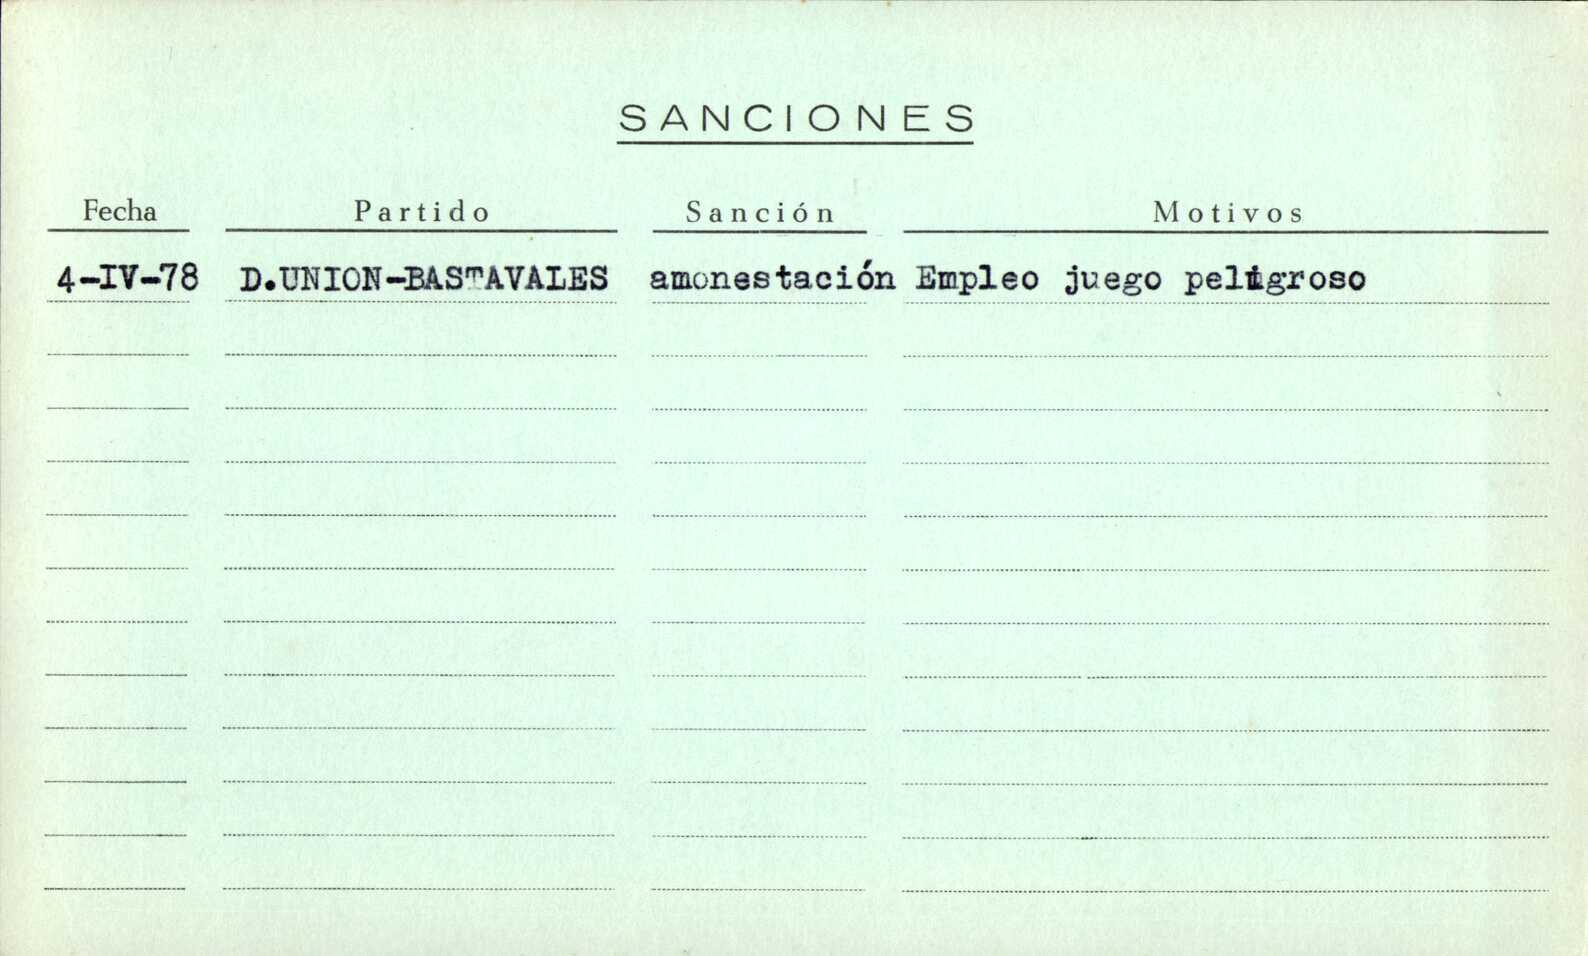 SANCIONES
Fecha Partido Sanción Motivos
4-IV-78 D.UNION-BASTAVALES amonestación Empleo juego peligroso